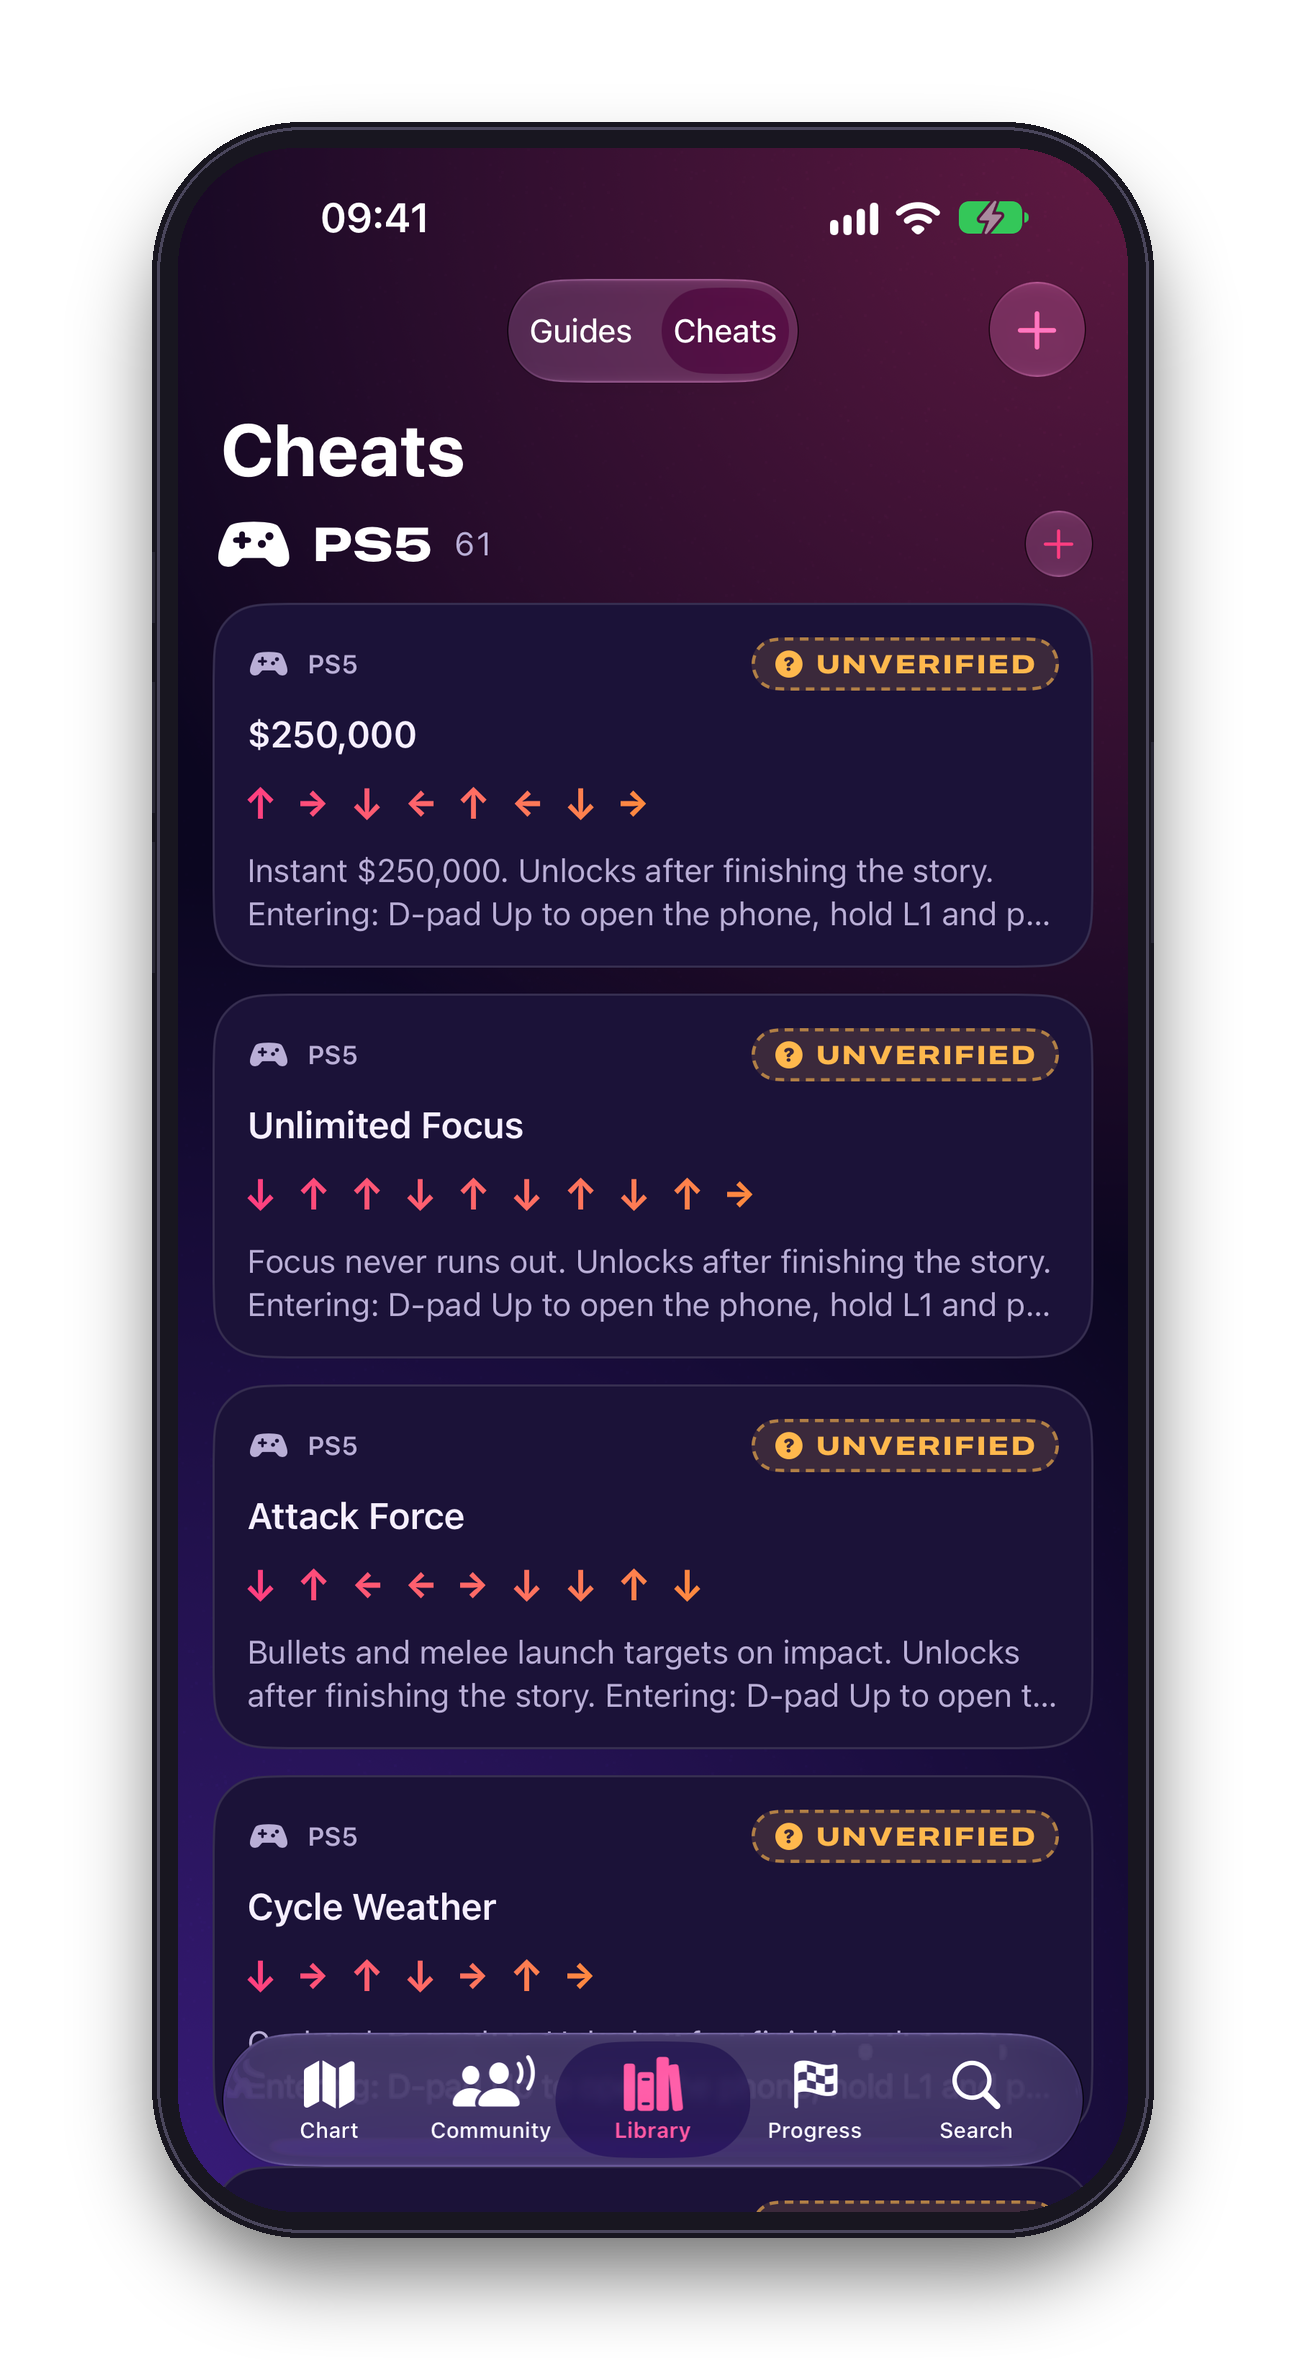 09:41
Guides Cheats
Cheats
PS5 61
PS5 UNVERIFIED
$250,000
↑ → ↓ ← ↑ ← ↓ →
Instant $250,000. Unlocks after finishing the story.
Entering: D-pad Up to open the phone, hold L1 and p...
PS5 UNVERIFIED
Unlimited Focus
↓ ↑ ↑ ↓ ↑ ↓ ↑ ↓ ↑ →
Focus never runs out. Unlocks after finishing the story.
Entering: D-pad Up to open the phone, hold L1 and p...
PS5 UNVERIFIED
Attack Force
↓ ↑ ← ← → ↓ ↓ ↑ ↓
Bullets and melee launch targets on impact. Unlocks
after finishing the story. Entering: D-pad Up to open t...
PS5 UNVERIFIED
Cycle Weather
↓ → ↑ ↓ → ↑ →
Chart Community Library Progress Search